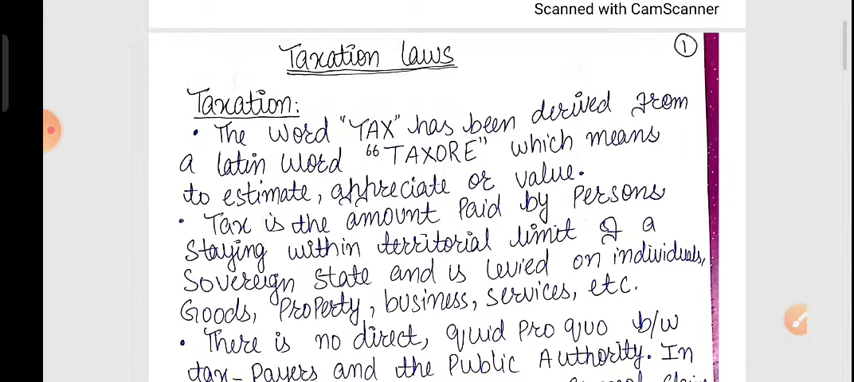 Scanned with CamScanner
1
Taxation laws
Taxation:
• The word "TAX" has been derived from
a latin word "TAXORE" which means
to estimate, appreciate or value.
• Tax is the amount Paid by Persons
staying within territorial limit of a
Sovereign state and is levied on individuals,
Goods, Property, business, services, etc.
• There is no direct, quid pro quo b/w
tax-Payers and the Public Authority. In